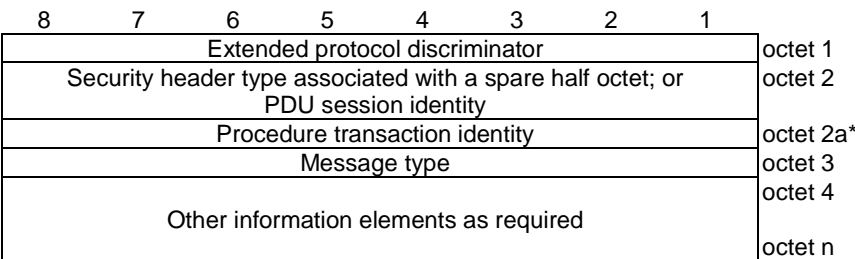 8 7 6 5 4 3 2 1
Extended protocol discriminator octet 1
Security header type associated with a spare half octet; or octet 2
PDU session identity
Procedure transaction identity octet 2a*
Message type octet 3
octet 4
Other information elements as required
octet n